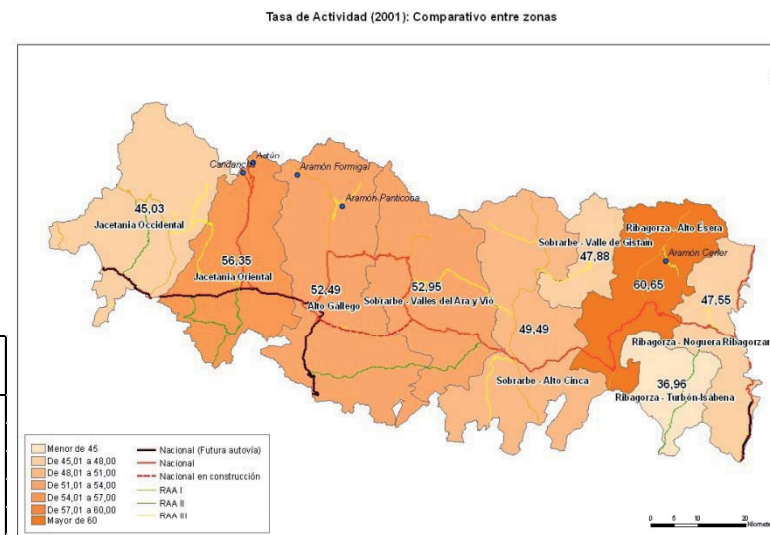 Tasa de Actividad (2001): Comparativo entre zonas
Candanchú
Astún
Aramón Formigal
Aramón Panticosa
45,03
Jacetania Occidental
56,35
Jacetania Oriental
52,49
Alto Gállego
52,95
Sobrarbe - Valles del Ara y Vió
Sobrarbe - Valle de Gistaín
47,88
Ribagorza - Alto Ésera
Aramón Cerler
60,65
47,55
49,49
Sobrarbe - Alto Cinca
Ribagorza - Noguera Ribagorzan
36,96
Ribagorza - Turbón-Isábena
Menor de 45
De 45,01 a 48,00
De 48,01 a 51,00
De 51,01 a 54,00
De 54,01 a 57,00
De 57,01 a 60,00
Mayor de 60
Nacional (Futura autovía)
Nacional
Nacional en construcción
RAA I
RAA II
RAA III
0 5 10 20
Kilomete